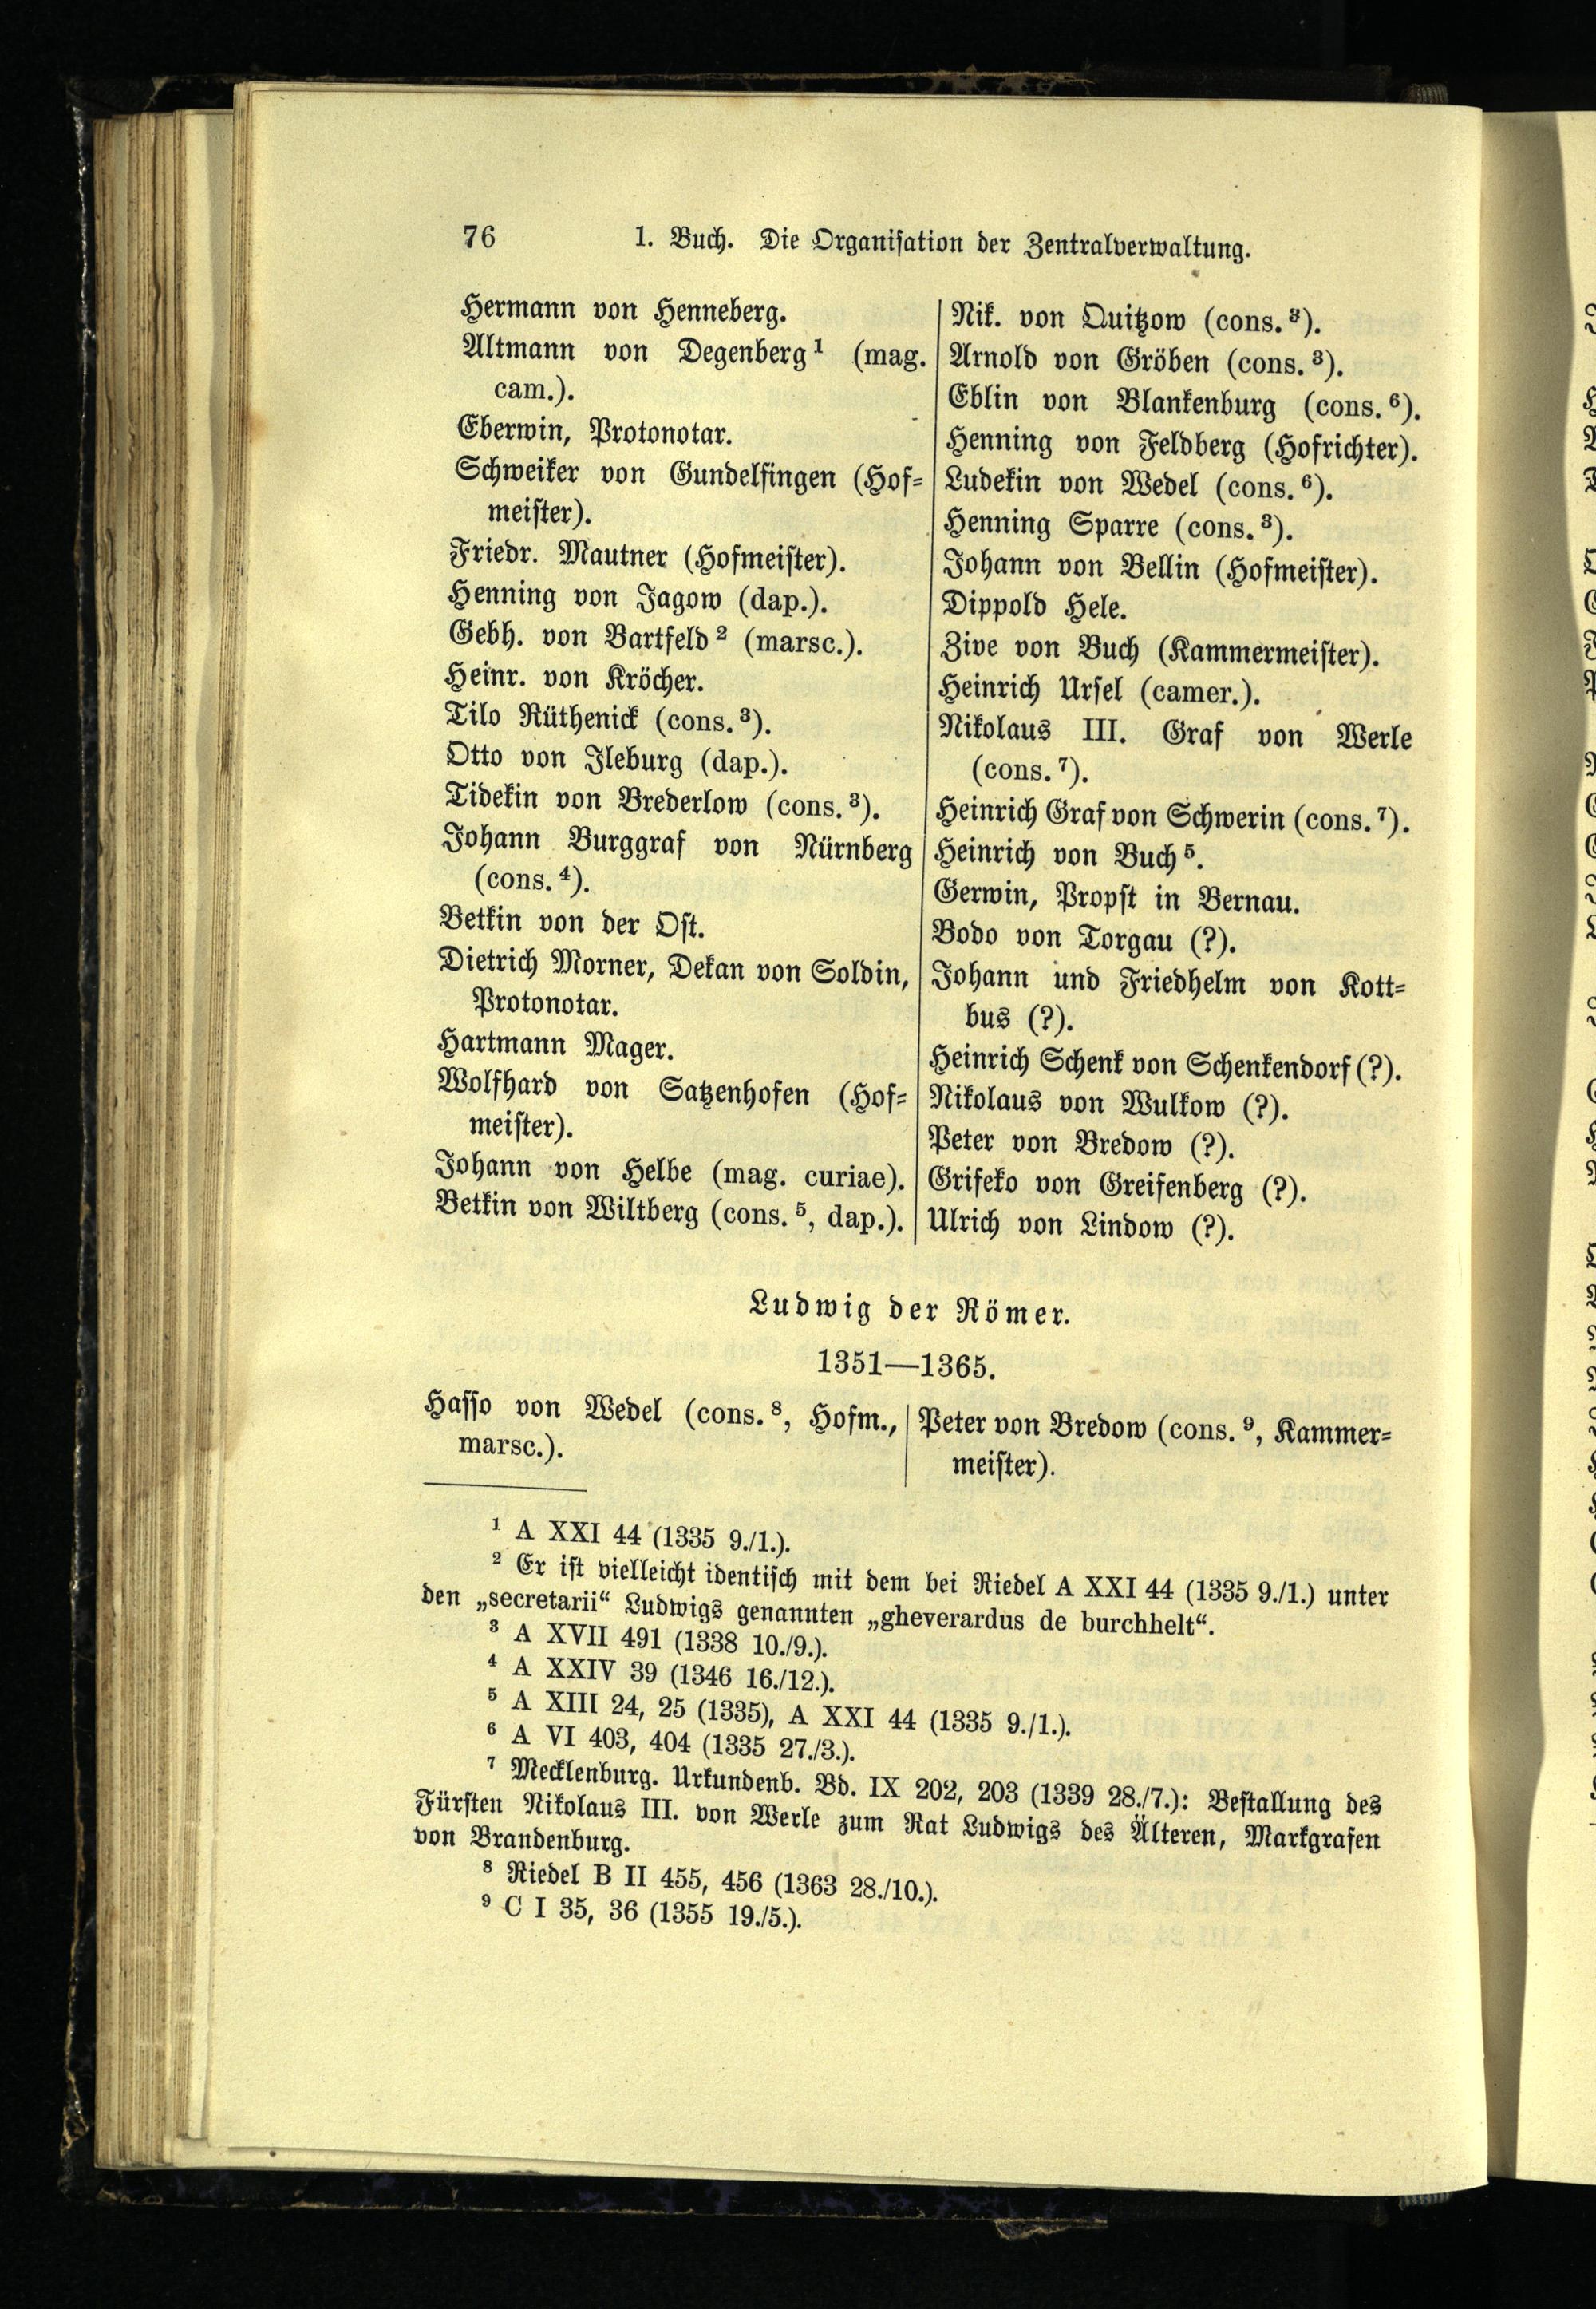 76 1. Buch. Die Organisation der Zentralverwaltung.
Hermann von Henneberg.
Altmann von Degenberg¹ (mag.
cam.).
Eberwin, Protonotar.
Schweiker von Gundelfingen (Hof-
meister).
Friedr. Mautner (Hofmeister).
Henning von Jagow (dap.).
Gebh. von Bartfeld² (marsc.).
Heinr. von Kröcher.
Tilo Rüthenick (cons.³).
Otto von Ileburg (dap.).
Tidekin von Brederlow (cons.³).
Johann Burggraf von Nürnberg
(cons.⁴).
Betkin von der Ost.
Dietrich Morner, Dekan von Soldin,
Protonotar.
Hartmann Mager.
Wolfhard von Satzenhofen (Hof-
meister).
Johann von Helbe (mag. curiae).
Betkin von Wiltberg (cons.⁵, dap.).
Nik. von Quitzow (cons.³).
Arnold von Gröben (cons.³).
Eblin von Blankenburg (cons.⁶).
Henning von Feldberg (Hofrichter).
Ludekin von Wedel (cons.⁶).
Henning Sparre (cons.³).
Johann von Bellin (Hofmeister).
Dippold Hele.
Zive von Buch (Kammermeister).
Heinrich Ursel (camer.).
Nikolaus III. Graf von Werle
(cons.⁷).
Heinrich Graf von Schwerin (cons.⁷).
Heinrich von Buch⁵.
Gerwin, Propst in Bernau.
Bodo von Torgau (?).
Johann und Friedhelm von Kott-
bus (?).
Heinrich Schenk von Schenkendorf (?).
Nikolaus von Wulkow (?).
Peter von Bredow (?).
Grifeko von Greifenberg (?).
Ulrich von Lindow (?).
Ludwig der Römer.
1351—1365.
Hasso von Wedel (cons.⁸, Hofm.,
marsc.).
Peter von Bredow (cons.⁹, Kammer-
meister).
¹ A XXI 44 (1335 9./1.).
² Er ist vielleicht identisch mit dem bei Riedel A XXI 44 (1335 9./1.) unter
den „secretarii“ Ludwigs genannten „gheverardus de burchhelt“.
³ A XVII 491 (1338 10./9.).
⁴ A XXIV 39 (1346 16./12.).
⁵ A XIII 24, 25 (1335), A XXI 44 (1335 9./1.).
⁶ A VI 403, 404 (1335 27./3.).
⁷ Mecklenburg. Urkundenb. Bd. IX 202, 203 (1339 28./7.): Bestallung des
Fürsten Nikolaus III. von Werle zum Rat Ludwigs des Älteren, Markgrafen
von Brandenburg.
⁸ Riedel B II 455, 456 (1363 28./10.).
⁹ C I 35, 36 (1355 19./5.).